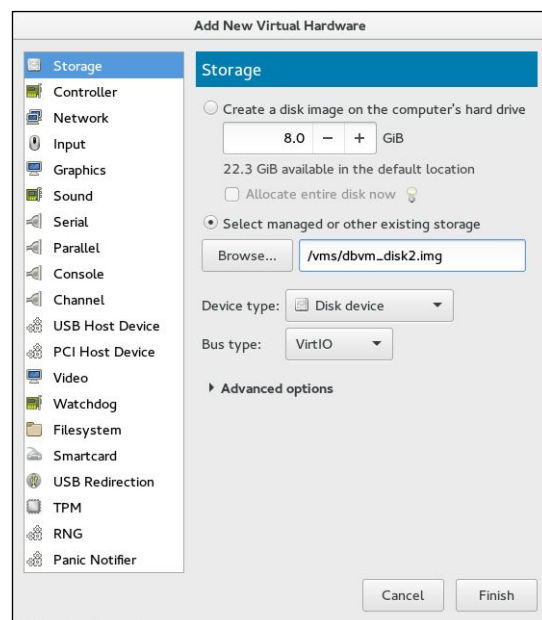 Add New Virtual Hardware
Storage
Controller
Network
Input
Graphics
Sound
Serial
Parallel
Console
Channel
USB Host Device
PCI Host Device
Video
Watchdog
Filesystem
Smartcard
USB Redirection
TPM
RNG
Panic Notifier
Storage
Create a disk image on the computer's hard drive
8.0 − + GiB
22.3 GiB available in the default location
Allocate entire disk now
Select managed or other existing storage
Browse... /vms/dbvm_disk2.img
Device type: Disk device
Bus type: VirtIO
Advanced options
Cancel Finish